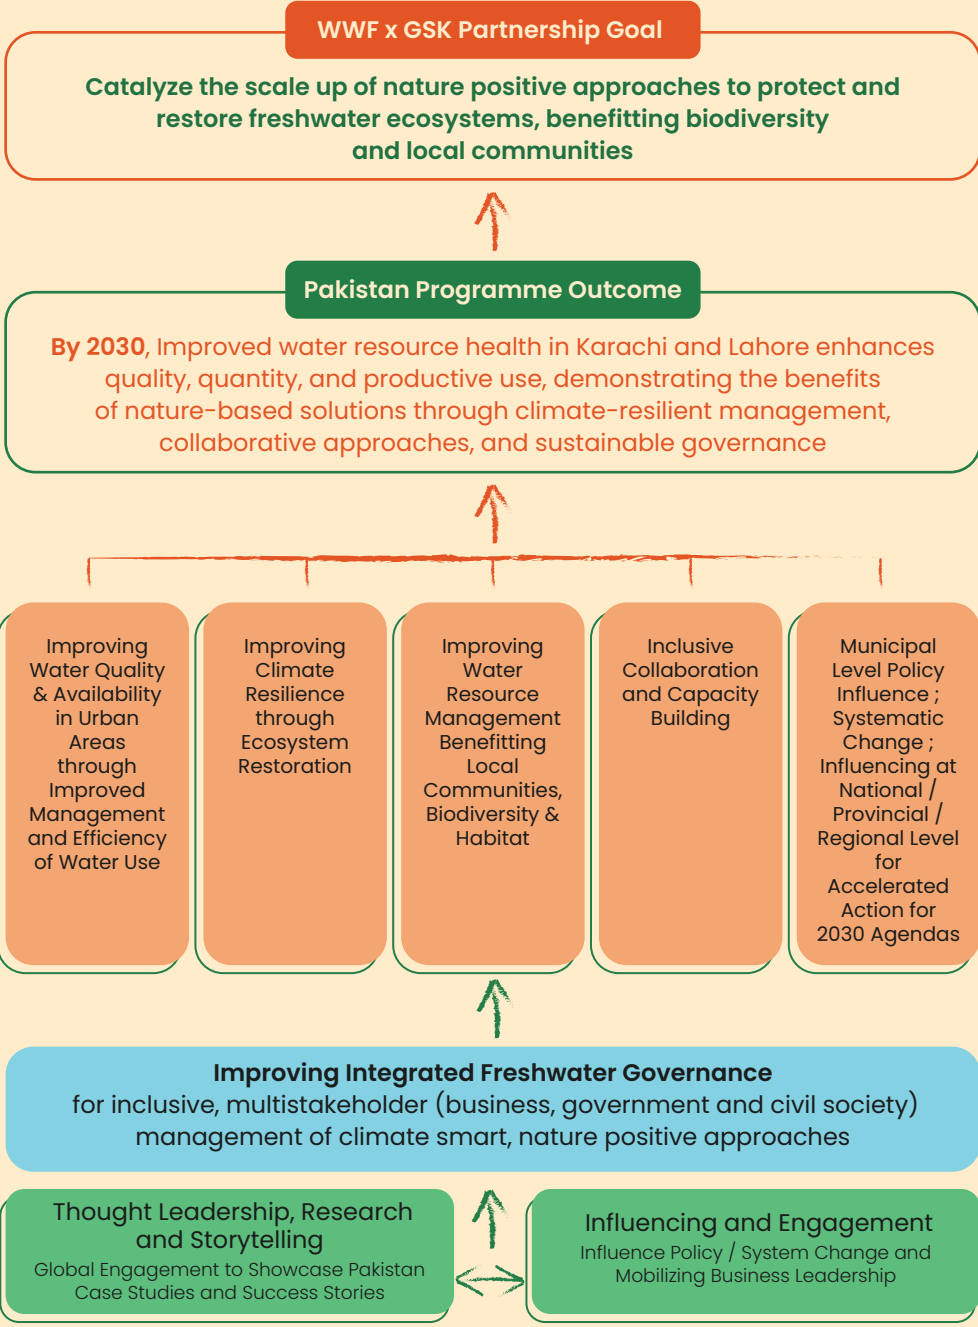 WWF x GSK Partnership Goal
Catalyze the scale up of nature positive approaches to protect and
restore freshwater ecosystems, benefitting biodiversity
and local communities
Pakistan Programme Outcome
By 2030, Improved water resource health in Karachi and Lahore enhances
quality, quantity, and productive use, demonstrating the benefits
of nature-based solutions through climate-resilient management,
collaborative approaches, and sustainable governance
Improving
Water Quality
& Availability
in Urban
Areas
through
Improved
Management
and Efficiency
of Water Use
Improving
Climate
Resilience
through
Ecosystem
Restoration
Improving
Water
Resource
Management
Benefitting
Local
Communities,
Biodiversity &
Habitat
Inclusive
Collaboration
and Capacity
Building
Municipal
Level Policy
Influence ;
Systematic
Change ;
Influencing at
National /
Provincial /
Regional Level
for
Accelerated
Action for
2030 Agendas
Improving Integrated Freshwater Governance
for inclusive, multistakeholder (business, government and civil society)
management of climate smart, nature positive approaches
Thought Leadership, Research
and Storytelling
Global Engagement to Showcase Pakistan
Case Studies and Success Stories
Influencing and Engagement
Influence Policy / System Change and
Mobilizing Business Leadership